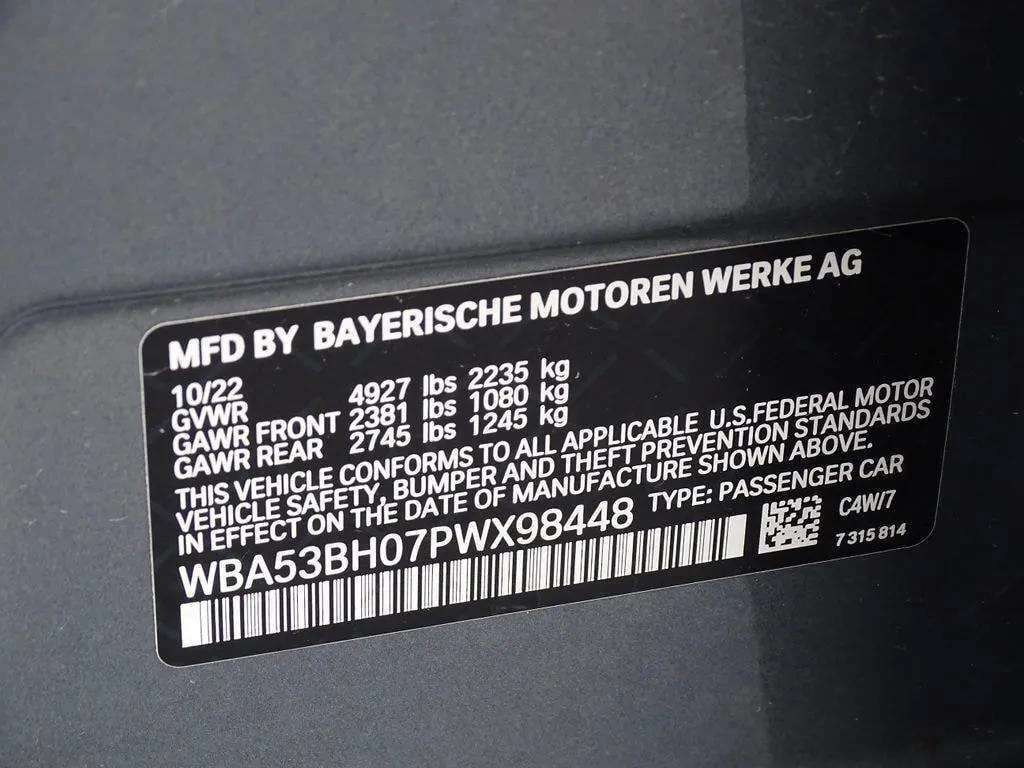 MFD BY BAYERISCHE MOTOREN WERKE AG
10/22
GVWR 4927 lbs 2235 kg
GAWR FRONT 2381 lbs 1080 kg
GAWR REAR 2745 lbs 1245 kg
THIS VEHICLE CONFORMS TO ALL APPLICABLE U.S.FEDERAL MOTOR
VEHICLE SAFETY, BUMPER AND THEFT PREVENTION STANDARDS
IN EFFECT ON THE DATE OF MANUFACTURE SHOWN ABOVE.
WBA53BH07PWX98448 TYPE: PASSENGER CAR
C4W/7
7 315 814